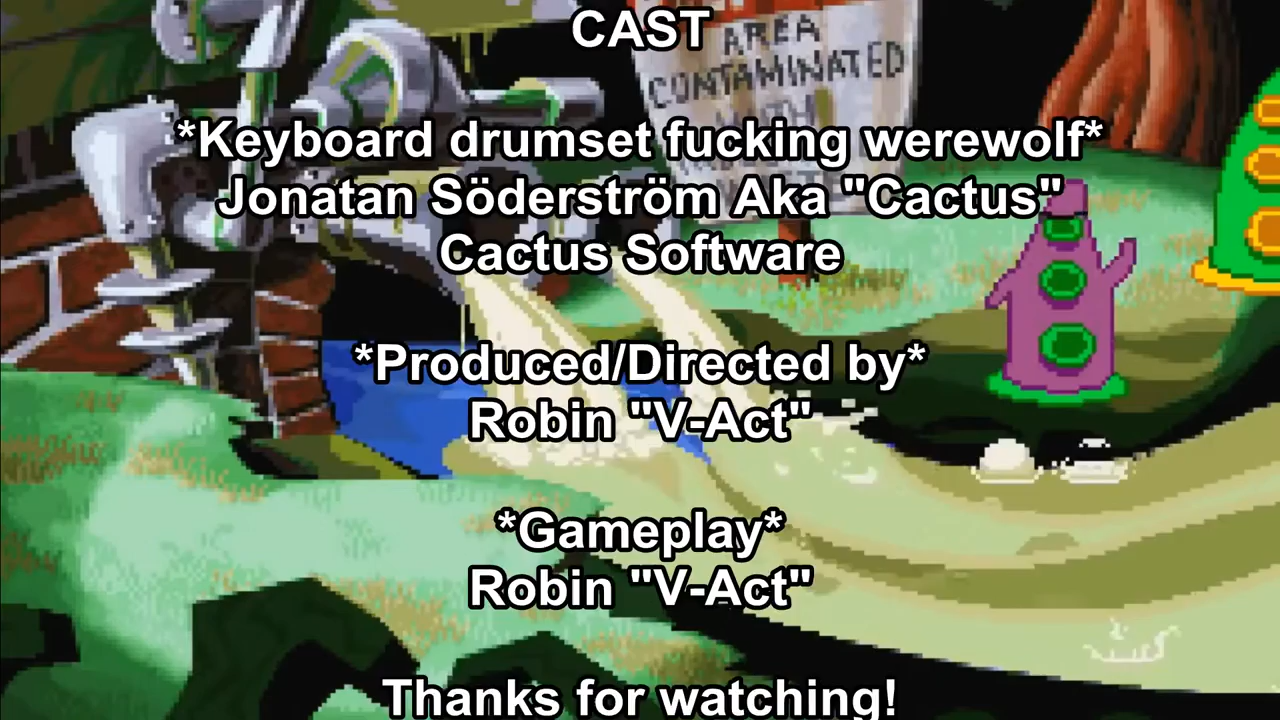 CAST
AREA
CONTAMINATED
*Keyboard drumset fucking werewolf*
Jonatan Söderström Aka "Cactus"
Cactus Software
*Produced/Directed by*
Robin "V-Act"
*Gameplay*
Robin "V-Act"
Thanks for watching!